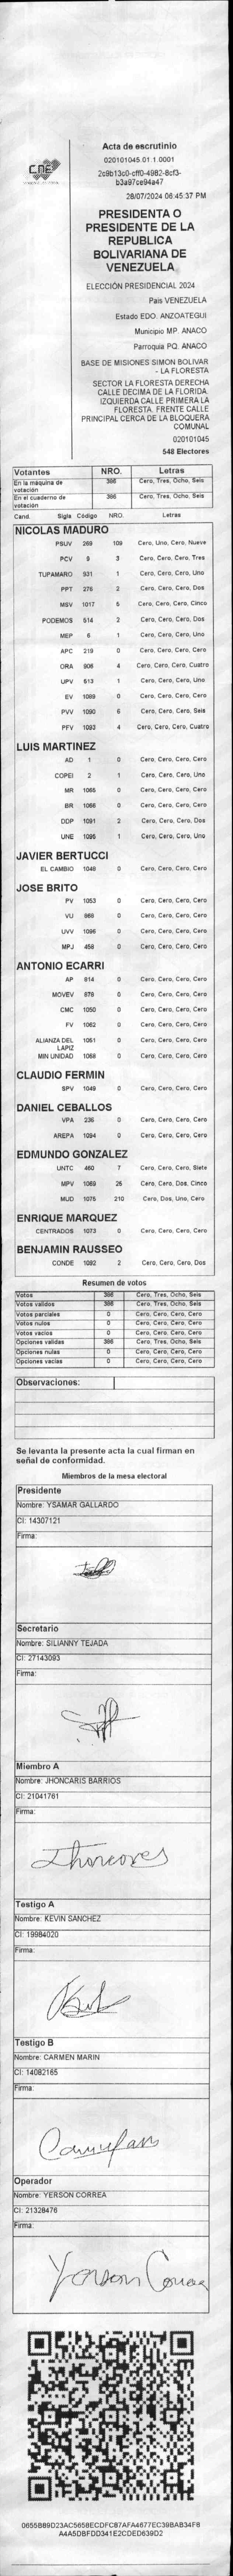 Acta de escrutinio
CNE
020101045.01.1.0001
2c9b13c0-cff0-4982-8cf3-
b3a97ce94a47
28/07/2024 06:45:37 PM
PRESIDENTA O
PRESIDENTE DE LA
REPUBLICA
BOLIVARIANA DE
VENEZUELA
ELECCIÓN PRESIDENCIAL 2024
Pais VENEZUELA
Estado EDO. ANZOATEGUI
Municipio MP. ANACO
Parroquia PQ. ANACO
BASE DE MISIONES SIMON BOLIVAR
- LA FLORESTA
SECTOR LA FLORESTA DERECHA
CALLE DECIMA DE LA FLORIDA.
IZQUIERDA CALLE PRIMERA LA
FLORESTA. FRENTE CALLE
PRINCIPAL CERCA DE LA BLOQUERA
COMUNAL
020101045
548 Electores
Votantes NRO. Letras
En la máquina de votación 386 Cero, Tres, Ocho, Seis
En el cuaderno de votación 386 Cero, Tres, Ocho, Seis
Cand. Sigla Código NRO. Letras
NICOLAS MADURO
PSUV 269 109 Cero, Uno, Cero, Nueve
PCV 9 3 Cero, Cero, Cero, Tres
TUPAMARO 931 1 Cero, Cero, Cero, Uno
PPT 276 2 Cero, Cero, Cero, Dos
MSV 1017 5 Cero, Cero, Cero, Cinco
PODEMOS 514 2 Cero, Cero, Cero, Dos
MEP 6 1 Cero, Cero, Cero, Uno
APC 219 0 Cero, Cero, Cero, Cero
ORA 906 4 Cero, Cero, Cero, Cuatro
UPV 513 1 Cero, Cero, Cero, Uno
EV 1089 0 Cero, Cero, Cero, Cero
PVV 1090 6 Cero, Cero, Cero, Seis
PFV 1093 4 Cero, Cero, Cero, Cuatro
LUIS MARTINEZ
AD 1 0 Cero, Cero, Cero, Cero
COPEI 2 1 Cero, Cero, Cero, Uno
MR 1065 0 Cero, Cero, Cero, Cero
BR 1066 0 Cero, Cero, Cero, Cero
DDP 1091 2 Cero, Cero, Cero, Dos
UNE 1095 1 Cero, Cero, Cero, Uno
JAVIER BERTUCCI
EL CAMBIO 1048 0 Cero, Cero, Cero, Cero
JOSE BRITO
PV 1053 0 Cero, Cero, Cero, Cero
VU 868 0 Cero, Cero, Cero, Cero
UVV 1096 0 Cero, Cero, Cero, Cero
MPJ 458 0 Cero, Cero, Cero, Cero
ANTONIO ECARRI
AP 814 0 Cero, Cero, Cero, Cero
MOVEV 878 0 Cero, Cero, Cero, Cero
CMC 1050 0 Cero, Cero, Cero, Cero
FV 1062 0 Cero, Cero, Cero, Cero
ALIANZA DEL LAPIZ 1051 0 Cero, Cero, Cero, Cero
MIN UNIDAD 1068 0 Cero, Cero, Cero, Cero
CLAUDIO FERMIN
SPV 1049 0 Cero, Cero, Cero, Cero
DANIEL CEBALLOS
VPA 235 0 Cero, Cero, Cero, Cero
AREPA 1094 0 Cero, Cero, Cero, Cero
EDMUNDO GONZALEZ
UNTC 460 7 Cero, Cero, Cero, Siete
MPV 1069 25 Cero, Cero, Dos, Cinco
MUD 1075 210 Cero, Dos, Uno, Cero
ENRIQUE MARQUEZ
CENTRADOS 1073 0 Cero, Cero, Cero, Cero
BENJAMIN RAUSSEO
CONDE 1092 2 Cero, Cero, Cero, Dos
Resumen de votos
Votos 386 Cero, Tres, Ocho, Seis
Votos validos 386 Cero, Tres, Ocho, Seis
Votos parciales 0 Cero, Cero, Cero, Cero
Votos nulos 0 Cero, Cero, Cero, Cero
Votos vacios 0 Cero, Cero, Cero, Cero
Opciones validas 386 Cero, Tres, Ocho, Seis
Opciones nulas 0 Cero, Cero, Cero, Cero
Opciones vacias 0 Cero, Cero, Cero, Cero
Observaciones:
Se levanta la presente acta la cual firman en
señal de conformidad.
Miembros de la mesa electoral
Presidente
Nombre: YSAMAR GALLARDO
CI: 14307121
Firma:
Secretario
Nombre: SILIANNY TEJADA
CI: 27143093
Firma:
Miembro A
Nombre: JHONCARIS BARRIOS
CI: 21041761
Firma:
Testigo A
Nombre: KEVIN SANCHEZ
CI: 19984020
Firma:
Testigo B
Nombre: CARMEN MARIN
CI: 14082165
Firma:
Operador
Nombre: YERSON CORREA
CI: 21328476
Firma:
Yerson Correa
0655B89D23AC5658ECDFC87AFA4677EC39BAB34F8
A4A5DBFDD341E2CDED639D2